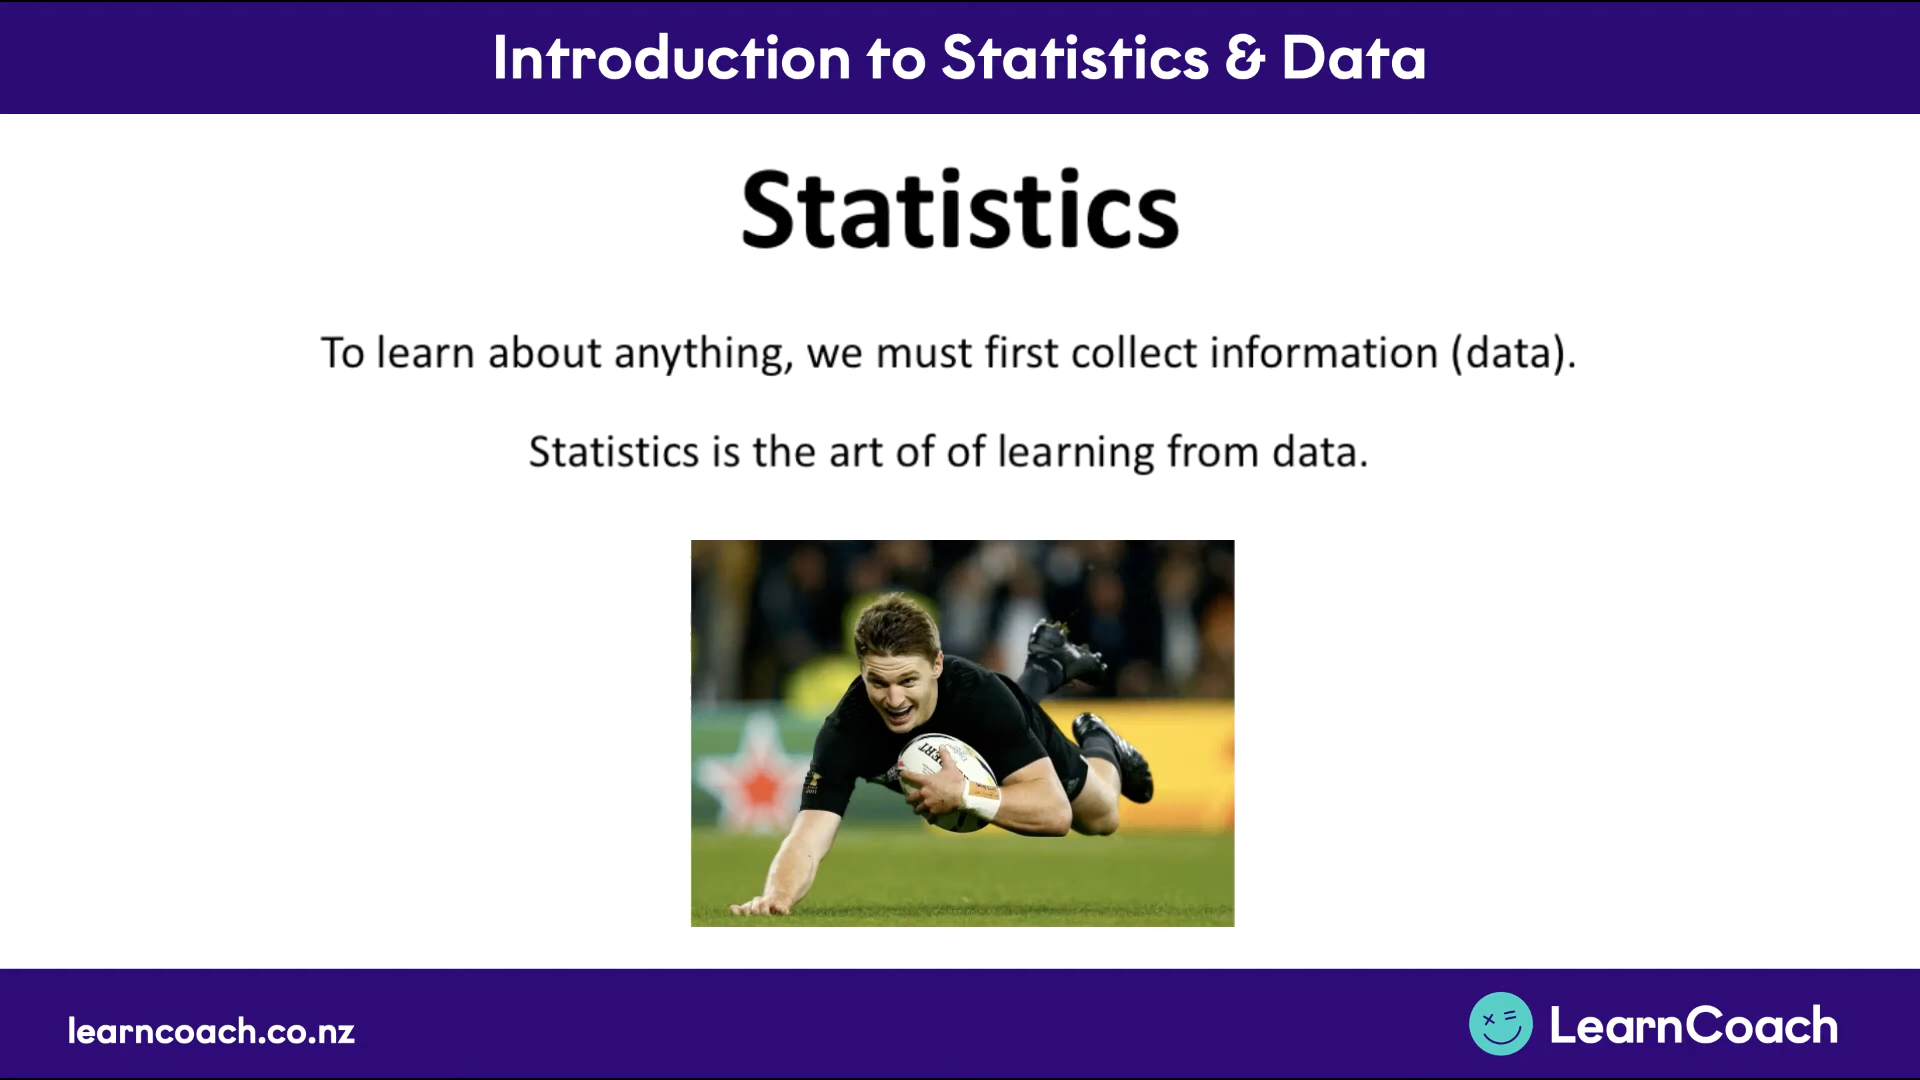 Introduction to Statistics & Data
Statistics
To learn about anything, we must first collect information (data).
Statistics is the art of of learning from data.
learncoach.co.nz
LearnCoach